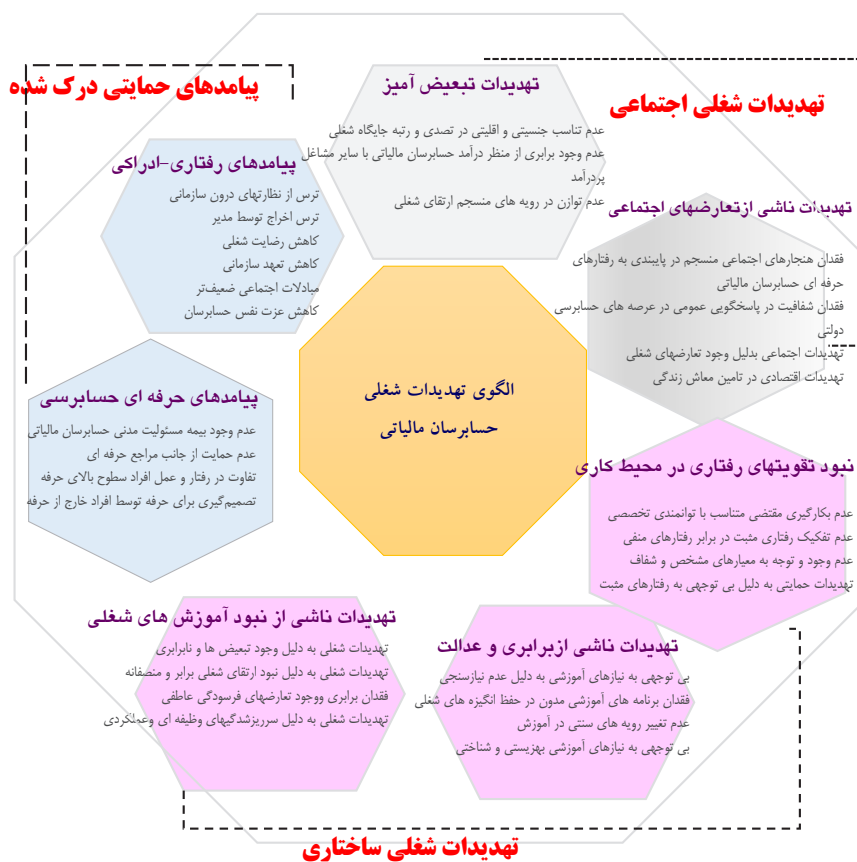 پیامدهای حمایتی درک شده
تهدیدات شغلی اجتماعی
تهدیدات تبعیض آمیز
عدم تناسب جنسیتی و اقلیتی در تصدی و رتبه جایگاه شغلی
عدم وجود برابری از منظر درآمد حسابرسان مالیاتی با سایر مشاغل
پردرآمد
عدم توازن در رویه های منسجم ارتقای شغلی
تهدیدات ناشی ازتعارضهای اجتماعی
فقدان هنجارهای اجتماعی منسجم در پایبندی به رفتارهای
حرفه ای حسابرسان مالیاتی
فقدان شفافیت در پاسخگویی عمومی در عرصه های حسابرسی
دولتی
تهدیدات اجتماعی بدلیل وجود تعارضهای شغلی
تهدیدات اقتصادی در تامین معاش زندگی
پیامدهای رفتاری-ادراکی
ترس از نظارتهای درون سازمانی
ترس اخراج توسط مدیر
کاهش رضایت شغلی
کاهش تعهد سازمانی
مبادلات اجتماعی ضعیف‌تر
کاهش عزت نفس حسابرسان
الگوی تهدیدات شغلی
حسابرسان مالیاتی
پیامدهای حرفه ای حسابرسی
عدم وجود بیمه مسئولیت مدنی حسابرسان مالیاتی
عدم حمایت از جانب مراجع حرفه ای
تفاوت در رفتار و عمل افراد سطوح بالای حرفه
تصمیم‌گیری برای حرفه توسط افراد خارج از حرفه
نبود تقویتهای رفتاری در محیط کاری
عدم بکارگیری مقتضی متناسب با توانمندی تخصصی
عدم تفکیک رفتاری مثبت در برابر رفتارهای منفی
عدم وجود و توجه به معیارهای مشخص و شفاف
تهدیدات حمایتی به دلیل بی توجهی به رفتارهای مثبت
تهدیدات ناشی ازبرابری و عدالت
بی توجهی به نیازهای آموزشی به دلیل عدم نیازسنجی
فقدان برنامه های آموزشی مدون در حفظ انگیزه های شغلی
عدم تغییر رویه های سنتی در آموزش
بی توجهی به نیازهای آموزشی بهزیستی و شناختی
تهدیدات ناشی از نبود آموزش های شغلی
تهدیدات شغلی به دلیل وجود تبعیض ها و نابرابری
تهدیدات شغلی به دلیل نبود ارتقای شغلی برابر و منصفانه
فقدان برابری ووجود تعارضهای فرسودگی عاطفی
تهدیدات شغلی به دلیل سرریزشدگیهای وظیفه ای وعملکردی
تهدیدات شغلی ساختاری